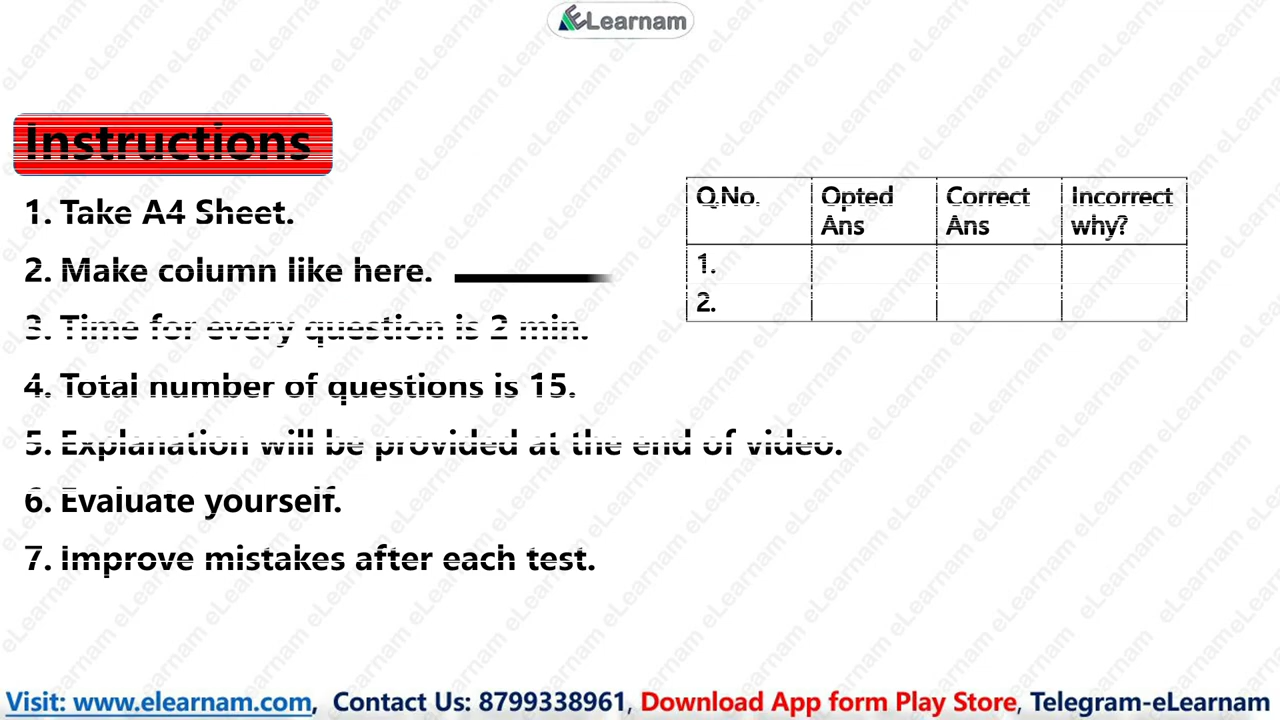 ELearnam
Instructions
1. Take A4 Sheet.
2. Make column like here.
3. Time for every question is 2 min.
4. Total number of questions is 15.
5. Explanation will be provided at the end of video.
6. Evaluate yourself.
7. Improve mistakes after each test.
Q.No. Opted Ans Correct Ans Incorrect why?
1.
2.
Visit: www.elearnam.com, Contact Us: 8799338961, Download App form Play Store, Telegram-eLearnam